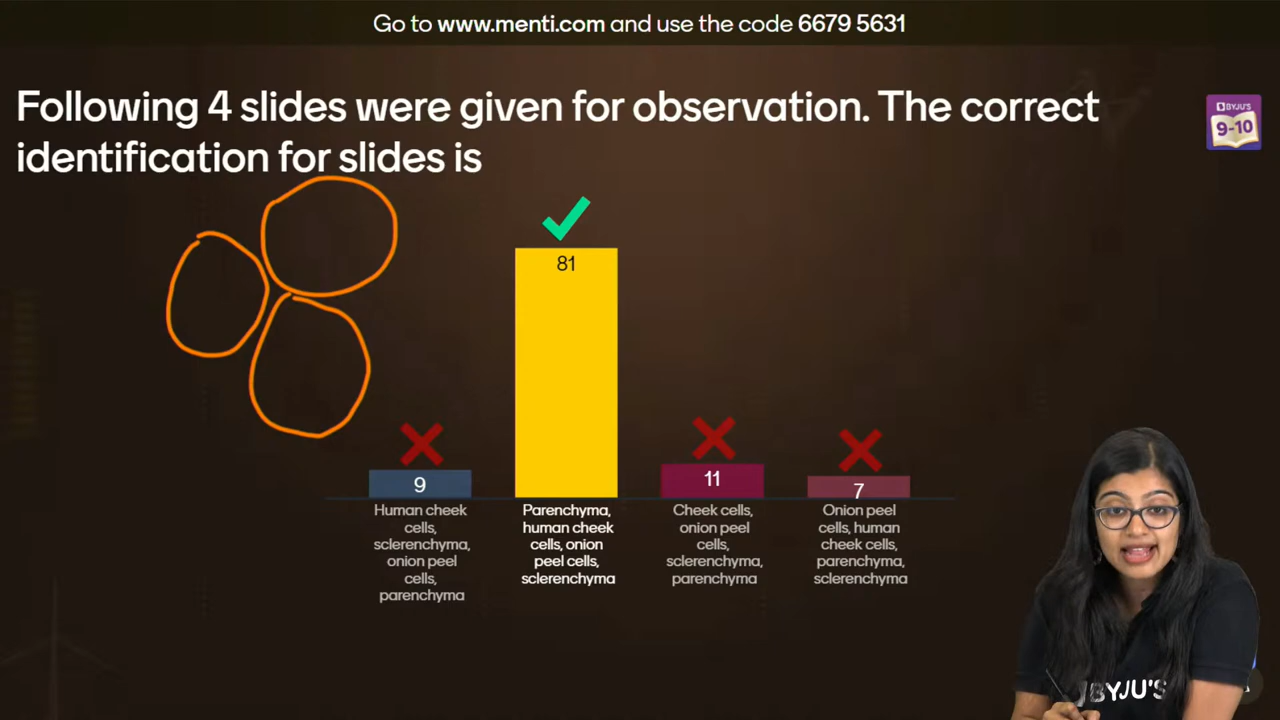 Go to www.menti.com and use the code 6679 5631
Following 4 slides were given for observation. The correct
identification for slides is
BYJU'S
9-10
81
9
11
7
Human cheek
cells,
sclerenchyma,
onion peel
cells,
parenchyma
Parenchyma,
human cheek
cells, onion
peel cells,
sclerenchyma
Cheek cells,
onion peel
cells,
sclerenchyma,
parenchyma
Onion peel
cells, human
cheek cells,
parenchyma,
sclerenchyma
BYJU'S